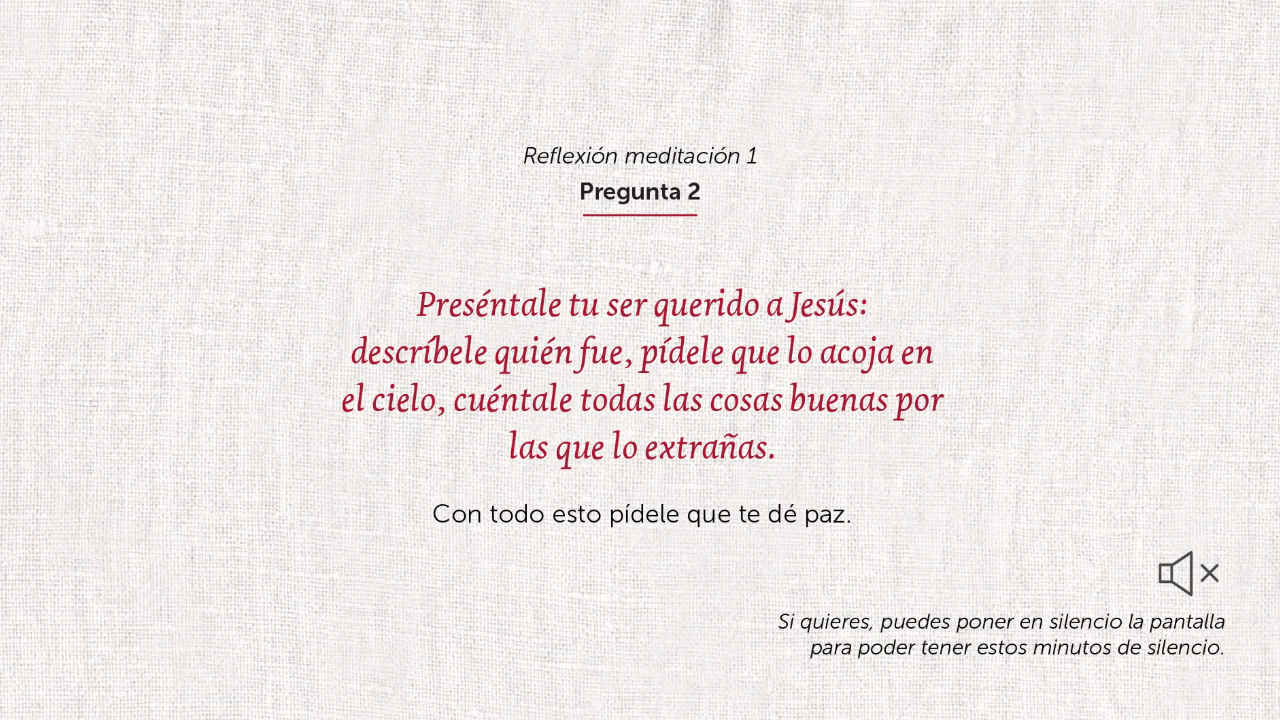 Reflexión meditación 1
Pregunta 2
Preséntale tu ser querido a Jesús:
descríbele quién fue, pídele que lo acoja en
el cielo, cuéntale todas las cosas buenas por
las que lo extrañas.
Con todo esto pídele que te dé paz.
Si quieres, puedes poner en silencio la pantalla
para poder tener estos minutos de silencio.